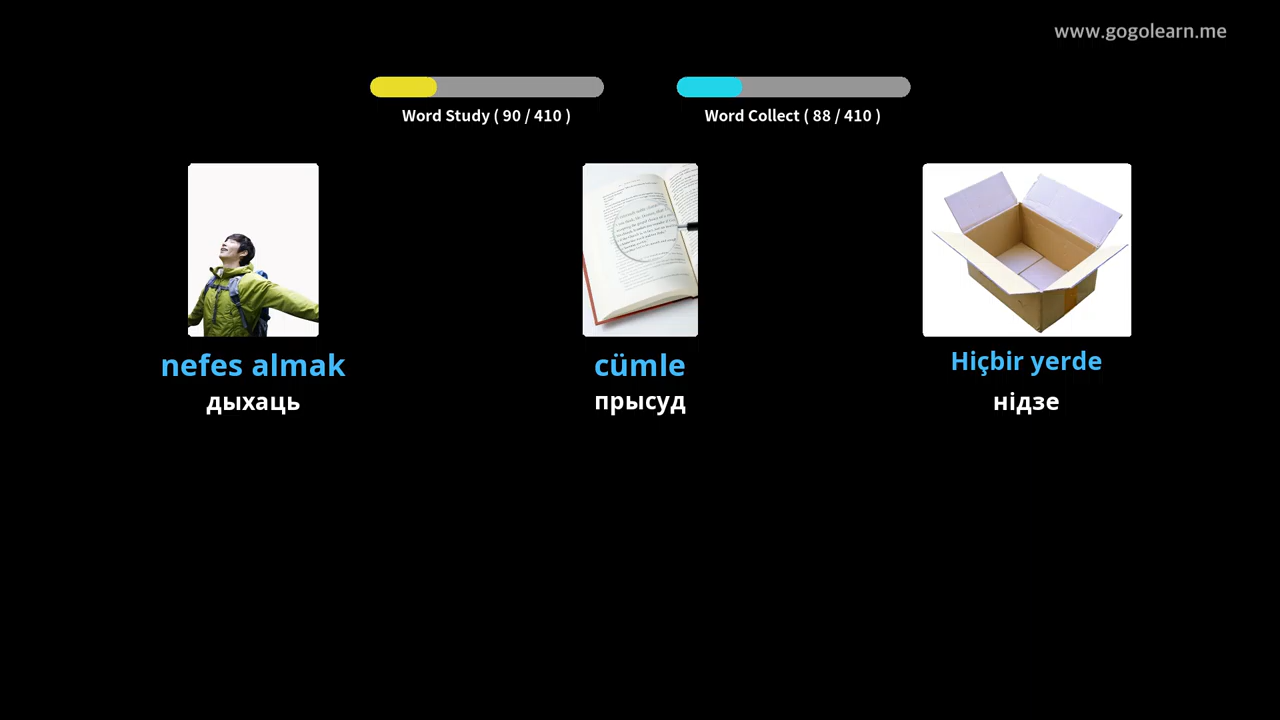 www.gogolearn.me
Word Study ( 90 / 410 )
Word Collect ( 88 / 410 )
nefes almak
дыхаць
cümle
прысуд
Hiçbir yerde
нідзе